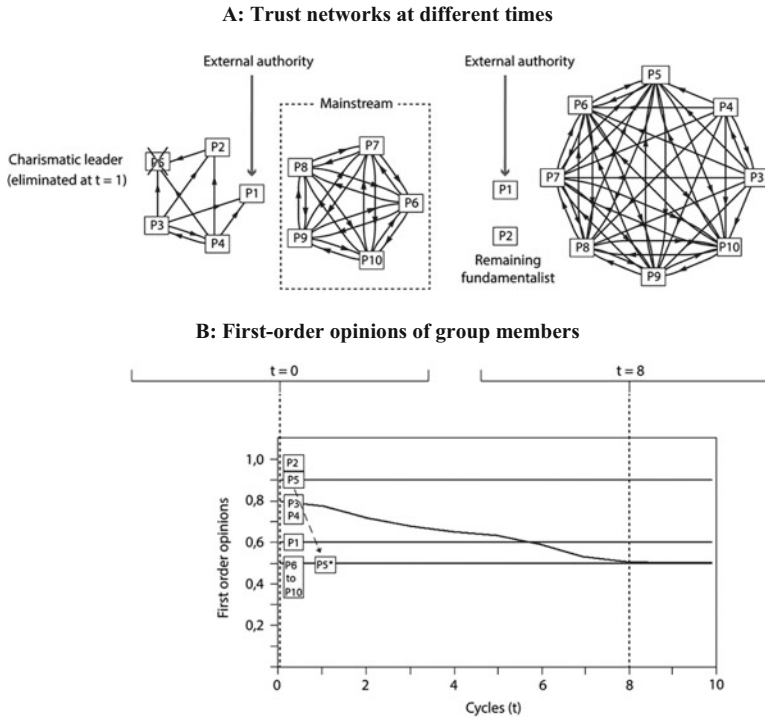 A: Trust networks at different times
External authority
External authority
Mainstream
Charismatic leader
(eliminated at t = 1)
P5
P2
P1
P3
P4
P7
P8
P6
P9
P10
P1
P2
Remaining
fundamentalist
P5
P6
P4
P7
P3
P8
P10
P9
B: First-order opinions of group members
t = 0
t = 8
First order opinions
1,0
0,8
0,6
0,4
0,2
P2
P5
P3
P4
P1
P6
to
P10
P5*
0
2
4
6
8
10
Cycles (t)